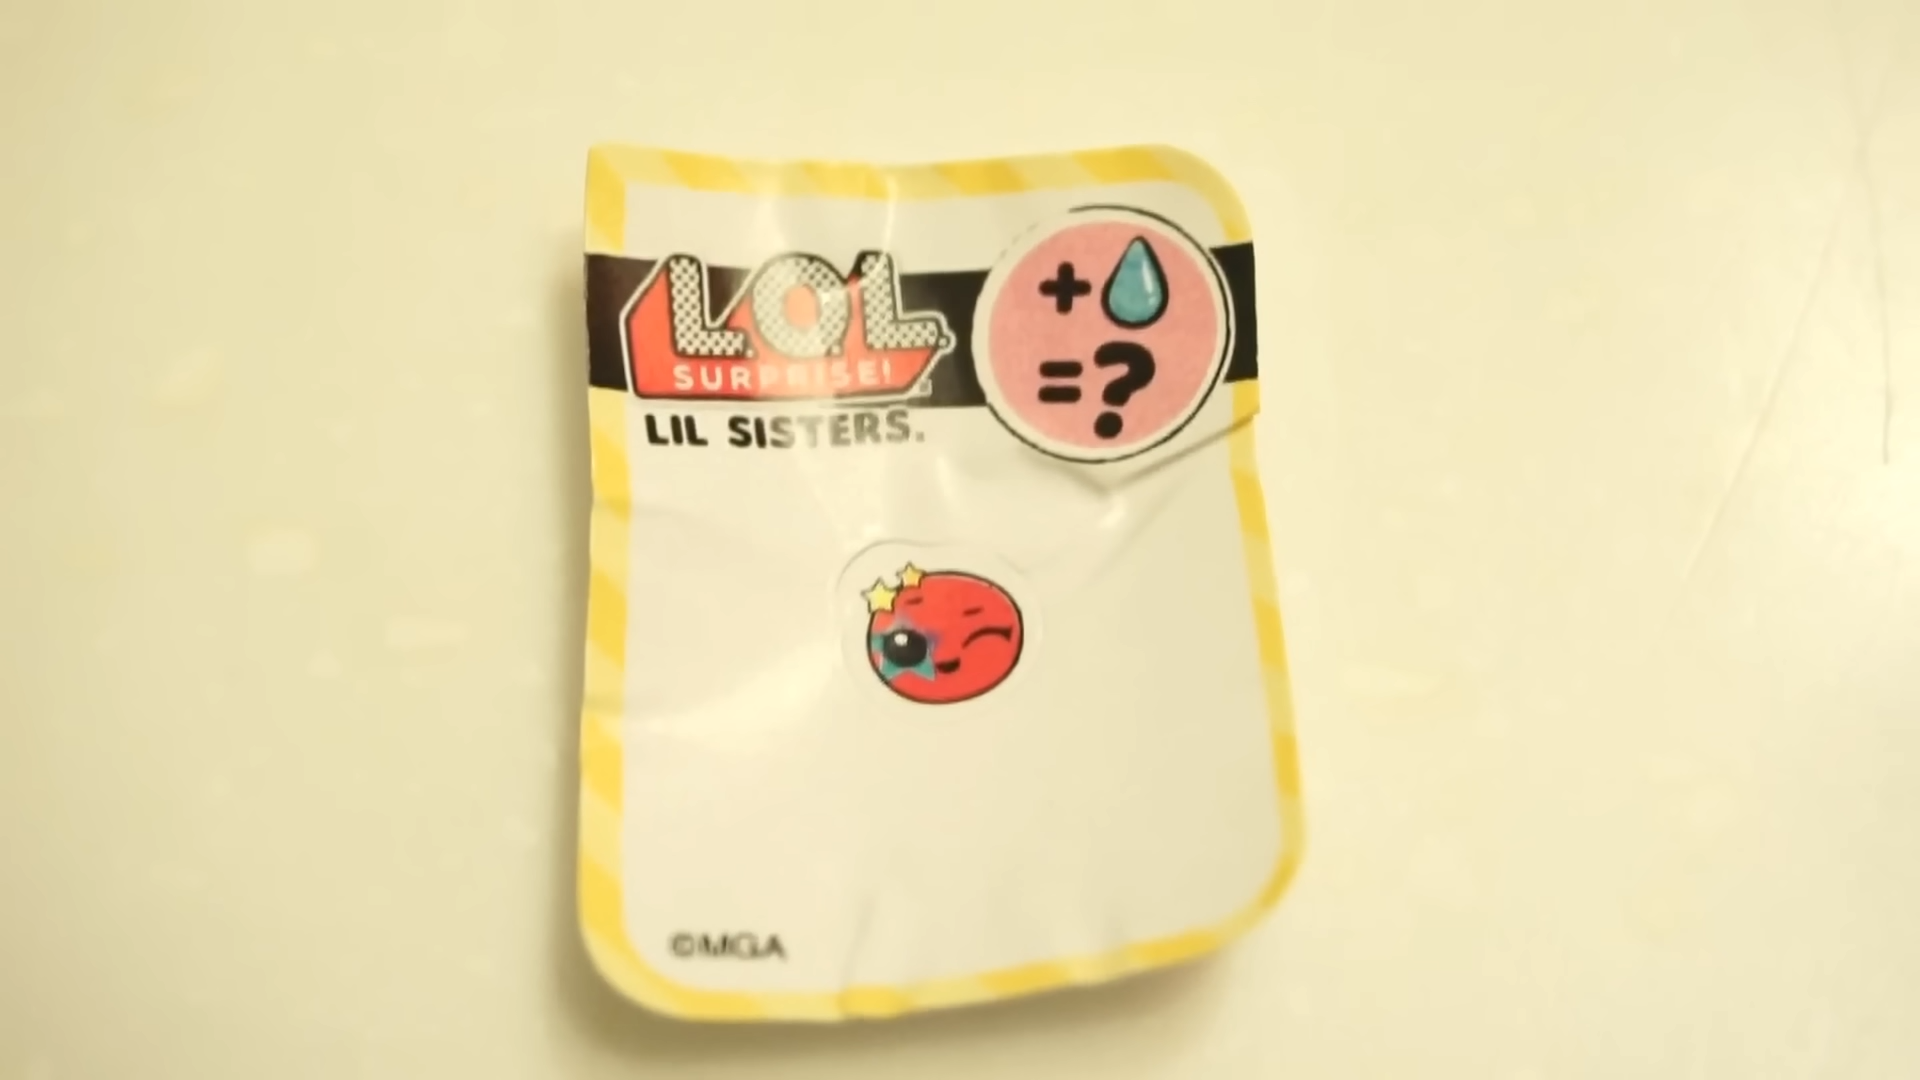 L.O.L.
SURPRISE!
LIL SISTERS.
+
=?
©MGA